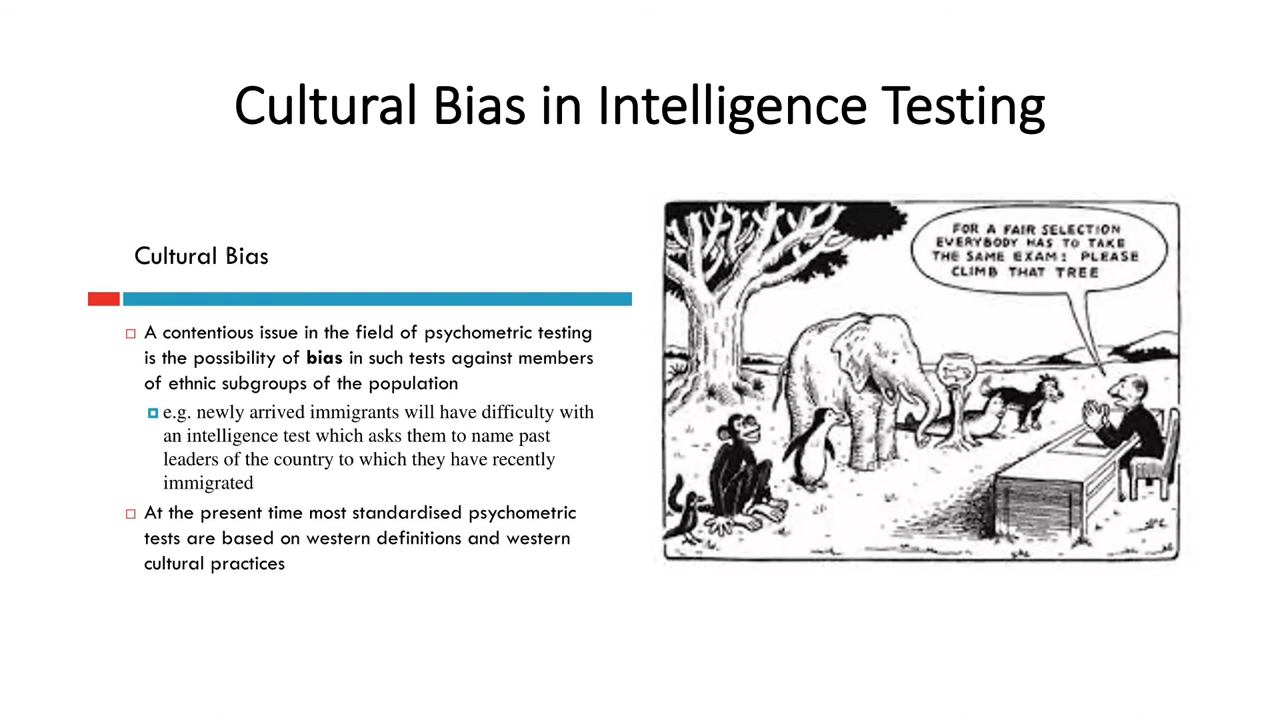 Cultural Bias in Intelligence Testing
Cultural Bias
A contentious issue in the field of psychometric testing
is the possibility of bias in such tests against members
of ethnic subgroups of the population
e.g. newly arrived immigrants will have difficulty with
an intelligence test which asks them to name past
leaders of the country to which they have recently
immigrated
At the present time most standardised psychometric
tests are based on western definitions and western
cultural practices
FOR A FAIR SELECTION
EVERYBODY HAS TO TAKE
THE SAME EXAM: PLEASE
CLIMB THAT TREE